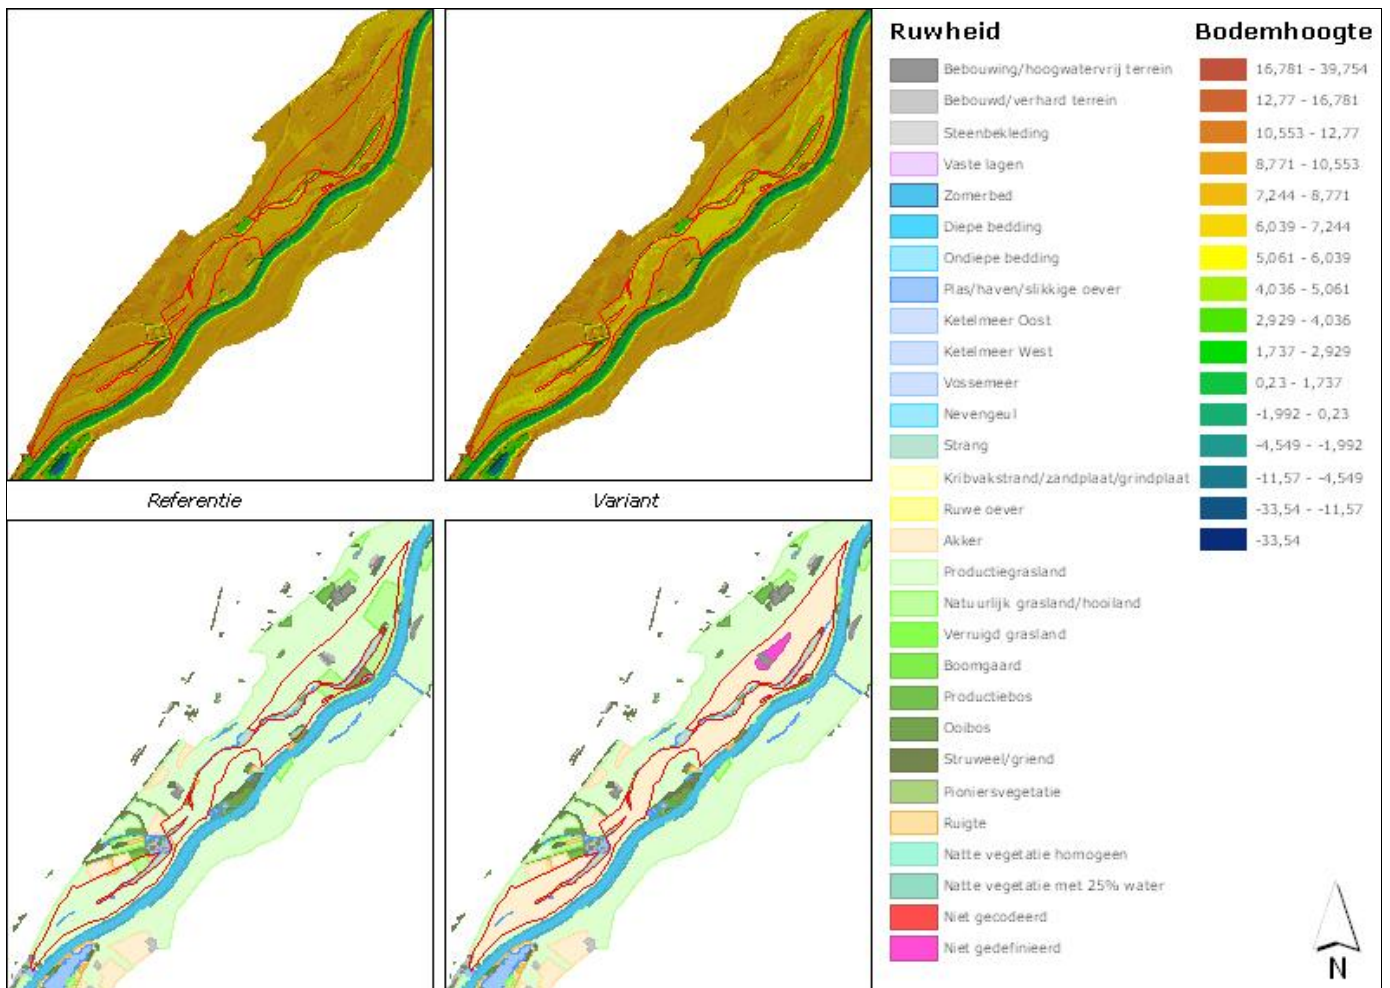 Ruwheid
Bebouwing/hoogwatervrij terrein
Bebouwd/verhard terrein
Steenbekleding
Vaste lagen
Zomerbed
Diepe bedding
Ondiepe bedding
Plas/haven/slikkige oever
Ketelmeer Oost
Ketelmeer West
Vossemeer
Nevengeul
Strang
Kribvakstrand/zandplaat/grindplaat
Ruwe oever
Akker
Productiegrasland
Natuurlijk grasland/hooiland
Verruigd grasland
Boomgaard
Productiebos
Ooibos
Struweel/griend
Pioniersvegetatie
Ruigte
Natte vegetatie homogeen
Natte vegetatie met 25% water
Niet gecodeerd
Niet gedefinieerd
Bodemhoogte
16,781 - 39,754
12,77 - 16,781
10,553 - 12,77
8,771 - 10,553
7,244 - 8,771
6,039 - 7,244
5,061 - 6,039
4,036 - 5,061
2,929 - 4,036
1,737 - 2,929
0,23 - 1,737
-1,992 - 0,23
-4,549 - -1,992
-11,57 - -4,549
-33,54 - -11,57
-33,54
Referentie
Variant
N